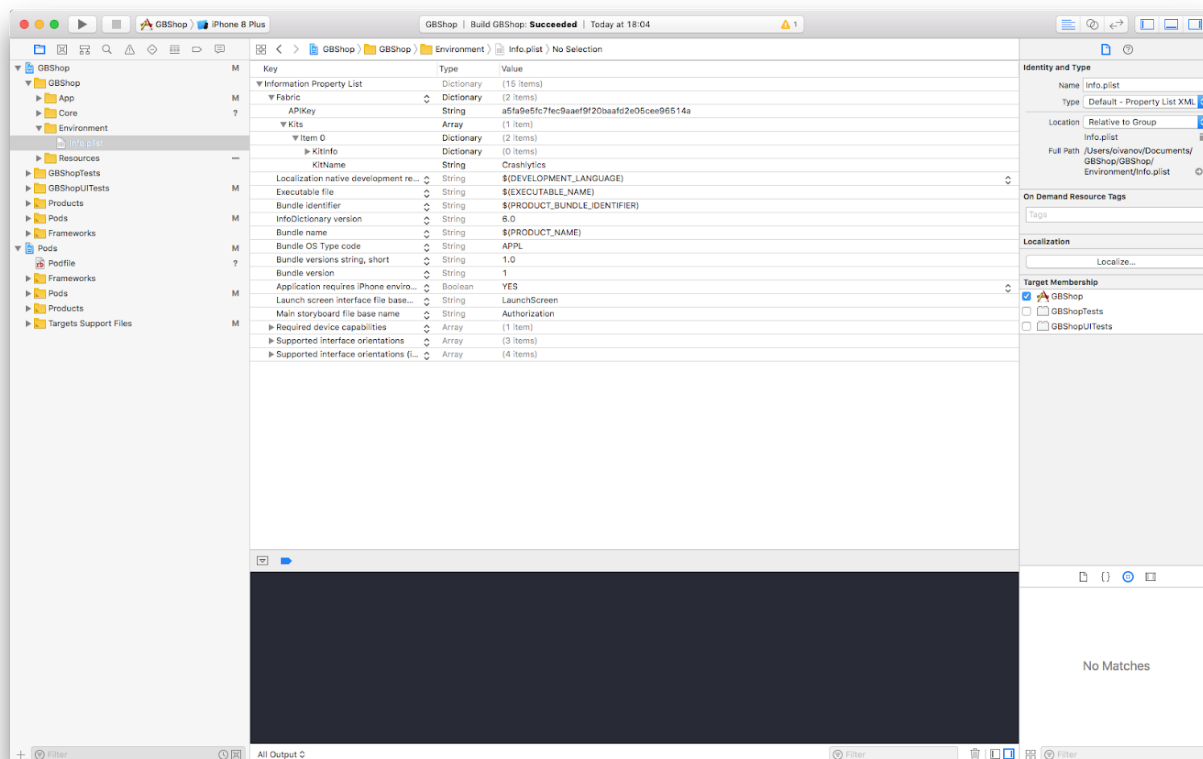 GBShop 〉 iPhone 8 Plus
GBShop | Build GBShop: Succeeded | Today at 18:04
1
GBShop 〉 GBShop 〉 Environment 〉 Info.plist 〉 No Selection
GBShop M
GBShop
App M
Core ?
Environment
Info.plist
Resources
GBShopTests
GBShopUITests M
Products
Pods M
Frameworks
Pods M
Podfile ?
Frameworks
Pods M
Products
Targets Support Files M
Filter
Key Type Value
Information Property List Dictionary (15 items)
Fabric Dictionary (2 items)
APIKey String a5fa9e5fc7fec9aaef9f20baafd2e05cee96514a
Kits Array (1 item)
Item 0 Dictionary (2 items)
KitInfo Dictionary (0 items)
KitName String Crashlytics
Localization native development re... String $(DEVELOPMENT_LANGUAGE)
Executable file String $(EXECUTABLE_NAME)
Bundle identifier String $(PRODUCT_BUNDLE_IDENTIFIER)
InfoDictionary version String 6.0
Bundle name String $(PRODUCT_NAME)
Bundle OS Type code String APPL
Bundle versions string, short String 1.0
Bundle version String 1
Application requires iPhone enviro... Boolean YES
Launch screen interface file base... String LaunchScreen
Main storyboard file base name String Authorization
Required device capabilities Array (1 item)
Supported interface orientations Array (3 items)
Supported interface orientations (i... Array (4 items)
All Output
Filter
Identity and Type
Name Info.plist
Type Default - Property List XML
Location Relative to Group
Info.plist
Full Path /Users/oivanov/Documents/
GBShop/GBShop/
Environment/Info.plist
On Demand Resource Tags
Tags
Localization
Localize...
Target Membership
GBShop
GBShopTests
GBShopUITests
{}
No Matches
Filter